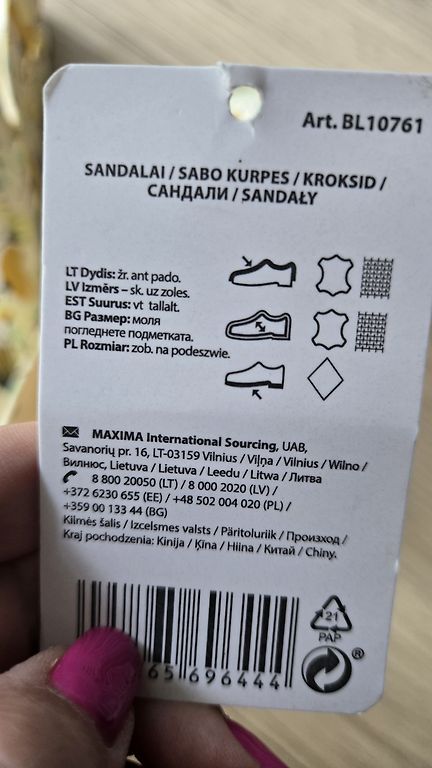 Art. BL10761
SANDALAI / SABO KURPES / KROKSID /
САНДАЛИ / SANDAŁY
LT Dydis: žr. ant pado.
LV Izmērs – sk. uz zoles.
EST Suurus: vt tallalt.
BG Размер: моля
погледнете подметката.
PL Rozmiar: zob. na podeszwie.
MAXIMA International Sourcing, UAB,
Savanorių pr. 16, LT-03159 Vilnius / Viļņa / Vilnius / Wilno /
Вилнюс, Lietuva / Lietuva / Leedu / Litwa / Литва
8 800 20050 (LT) / 8 000 2020 (LV) /
+372 6230 655 (EE) / +48 502 004 020 (PL) /
+359 00 133 44 (BG)
Kilmės šalis / Izcelsmes valsts / Päritoluriik / Произход /
Kraj pochodzenia: Kinija / Ķīna / Hiina / Китай / Chiny.
21
PAP
®
65 696444